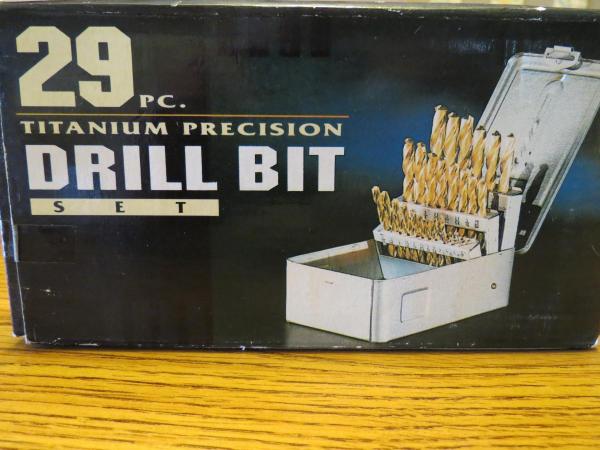 29 PC.
TITANIUM PRECISION
DRILL BIT
SET